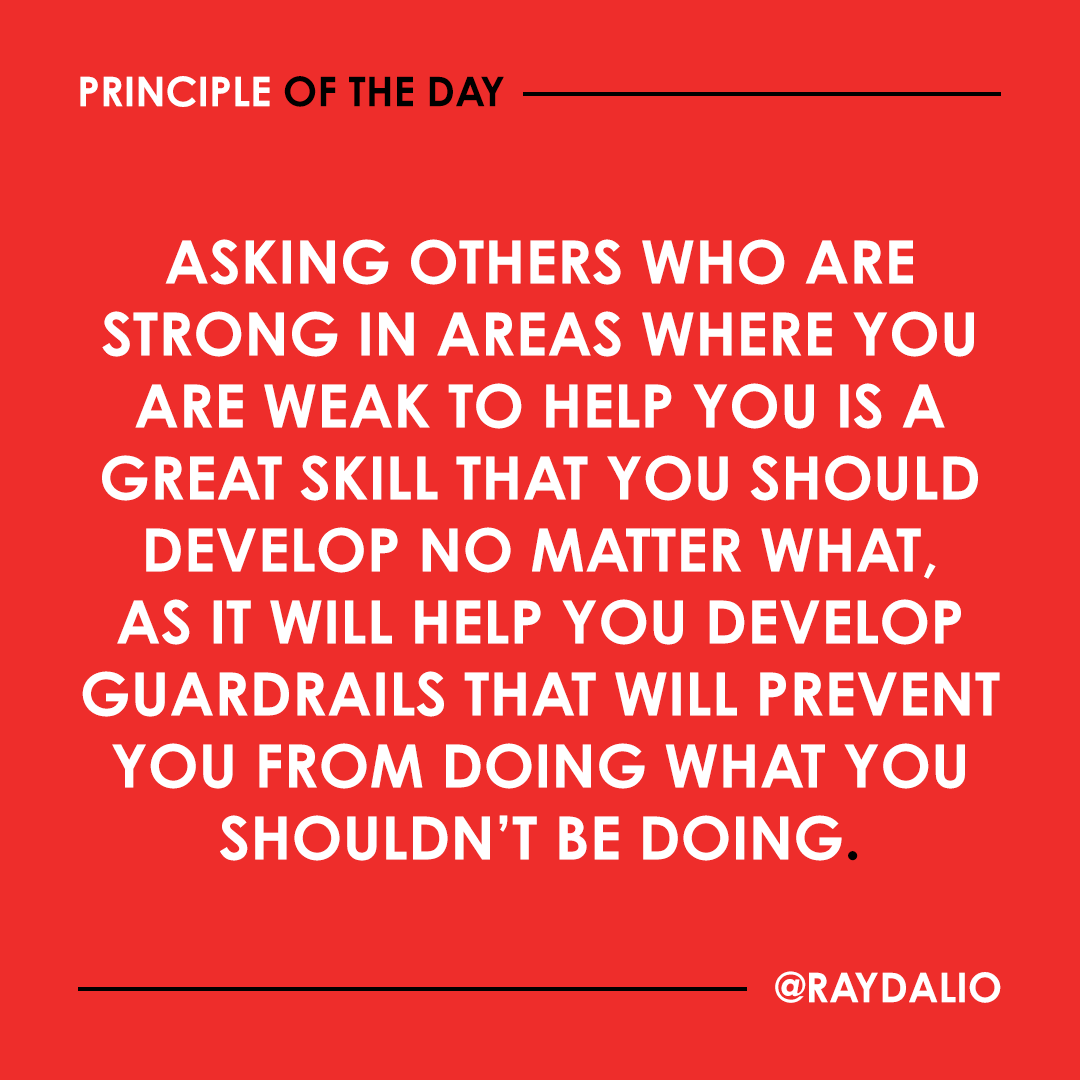 PRINCIPLE OF THE DAY
ASKING OTHERS WHO ARE
STRONG IN AREAS WHERE YOU
ARE WEAK TO HELP YOU IS A
GREAT SKILL THAT YOU SHOULD
DEVELOP NO MATTER WHAT,
AS IT WILL HELP YOU DEVELOP
GUARDRAILS THAT WILL PREVENT
YOU FROM DOING WHAT YOU
SHOULDN’T BE DOING.
@RAYDALIO